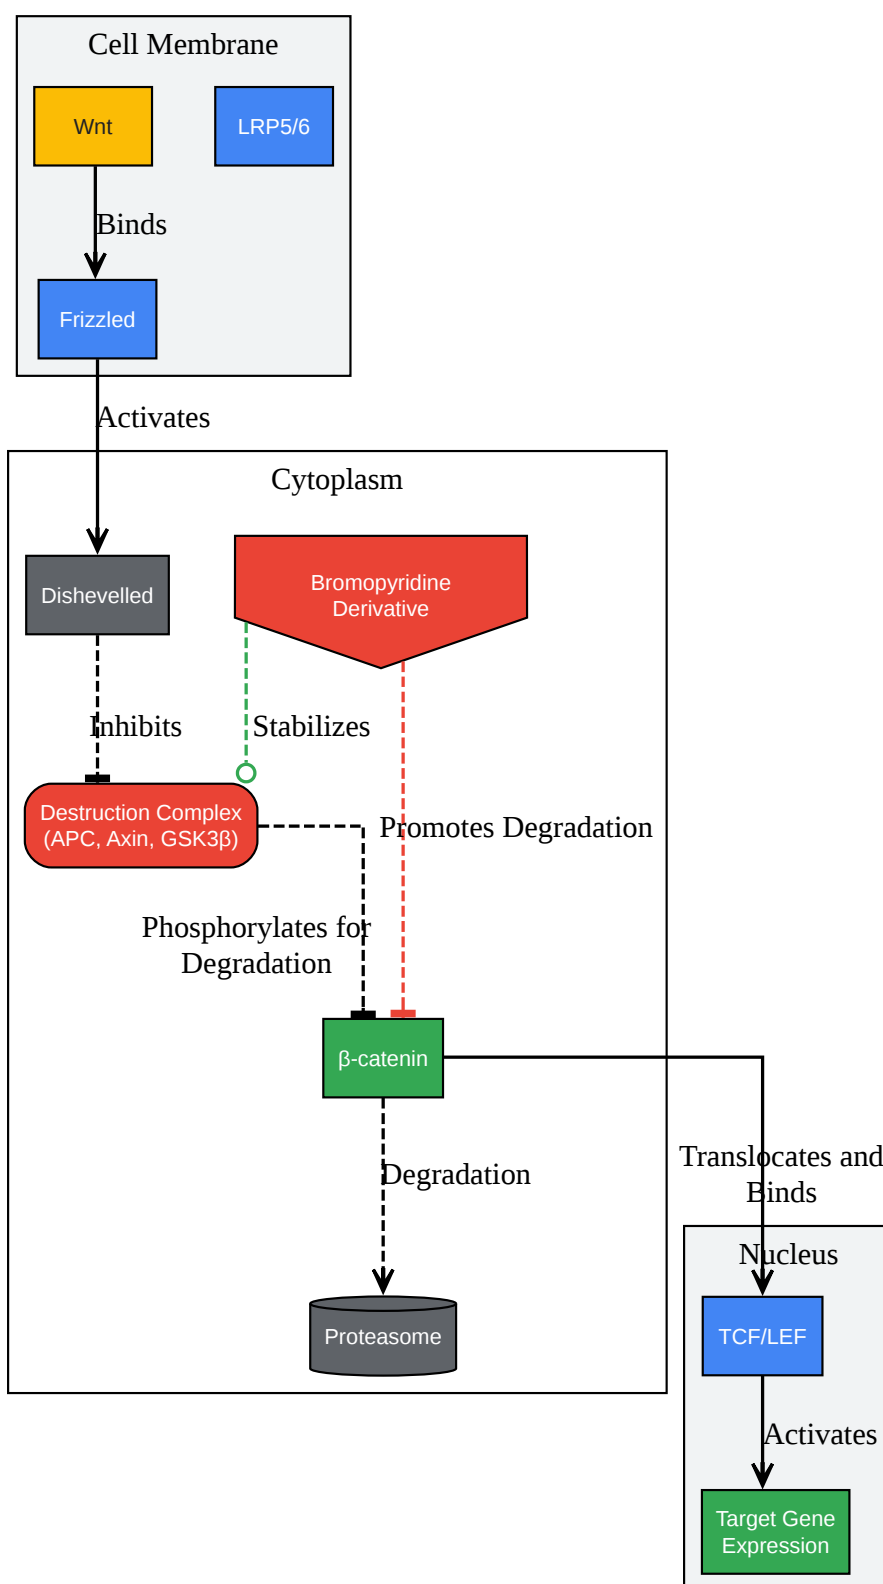 Cell Membrane
Wnt
LRP5/6
Binds
Frizzled
Activates
Cytoplasm
Dishevelled
Bromopyridine
Derivative
Inhibits
Stabilizes
Destruction Complex
(APC, Axin, GSK3β)
Promotes Degradation
Phosphorylates for
Degradation
β-catenin
Degradation
Translocates and
Binds
Nucleus
Proteasome
TCF/LEF
Activates
Target Gene
Expression